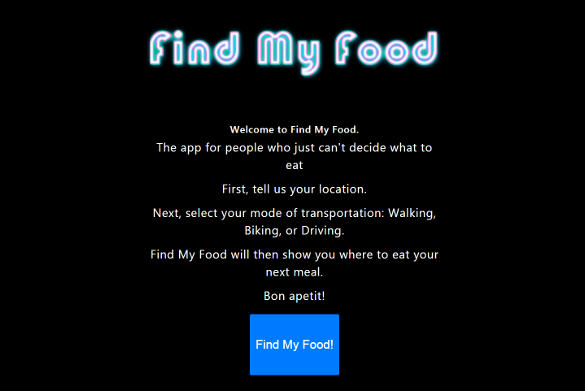 Find My Food
Welcome to Find My Food.
The app for people who just can't decide what to
eat
First, tell us your location.
Next, select your mode of transportation: Walking,
Biking, or Driving.
Find My Food will then show you where to eat your
next meal.
Bon apetit!
Find My Food!